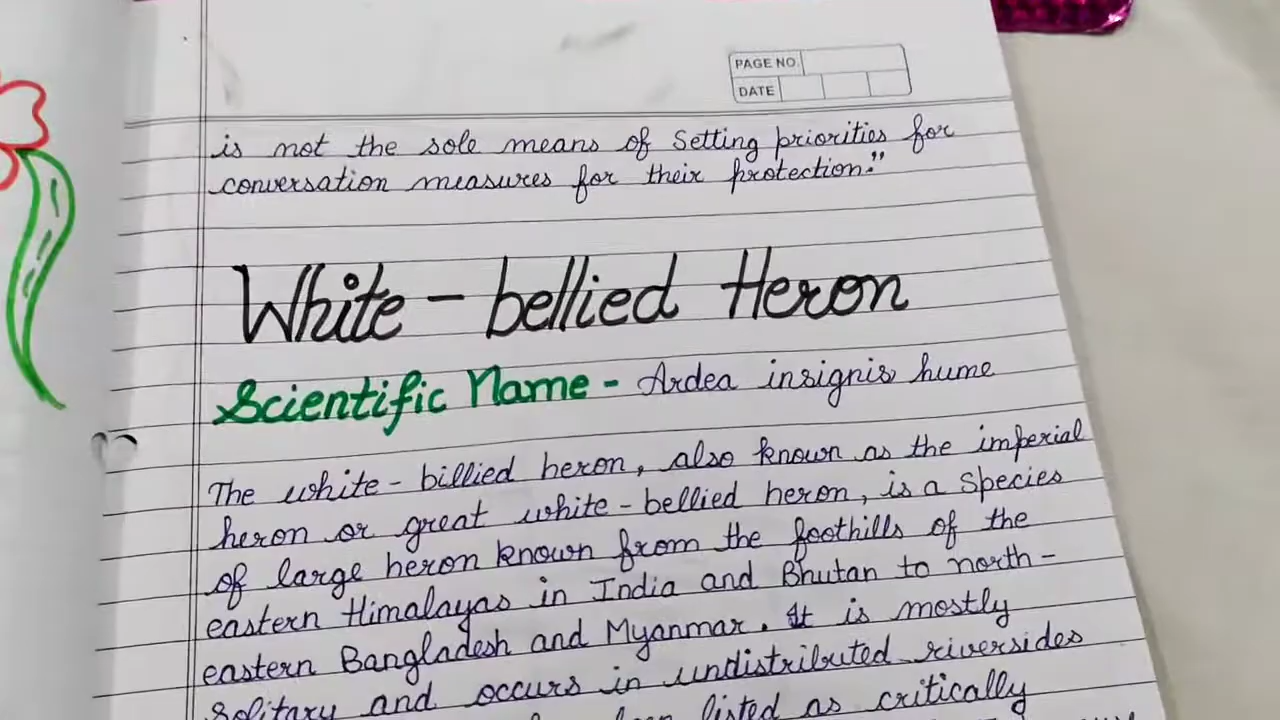 PAGE NO.
DATE
is not the sole means of Setting priorities for
conversation measures for their protection."
White - bellied Heron
Scientific Name - Ardea insignis hume
The white - billied heron, also known as the imperial
heron or great white - bellied heron, is a species
of large heron known from the foothills of the
eastern Himalayas in India and Bhutan to north -
eastern Bangladesh and Myanmar. It is mostly
Solitary and occurs in undistributed riversides
listed as critically